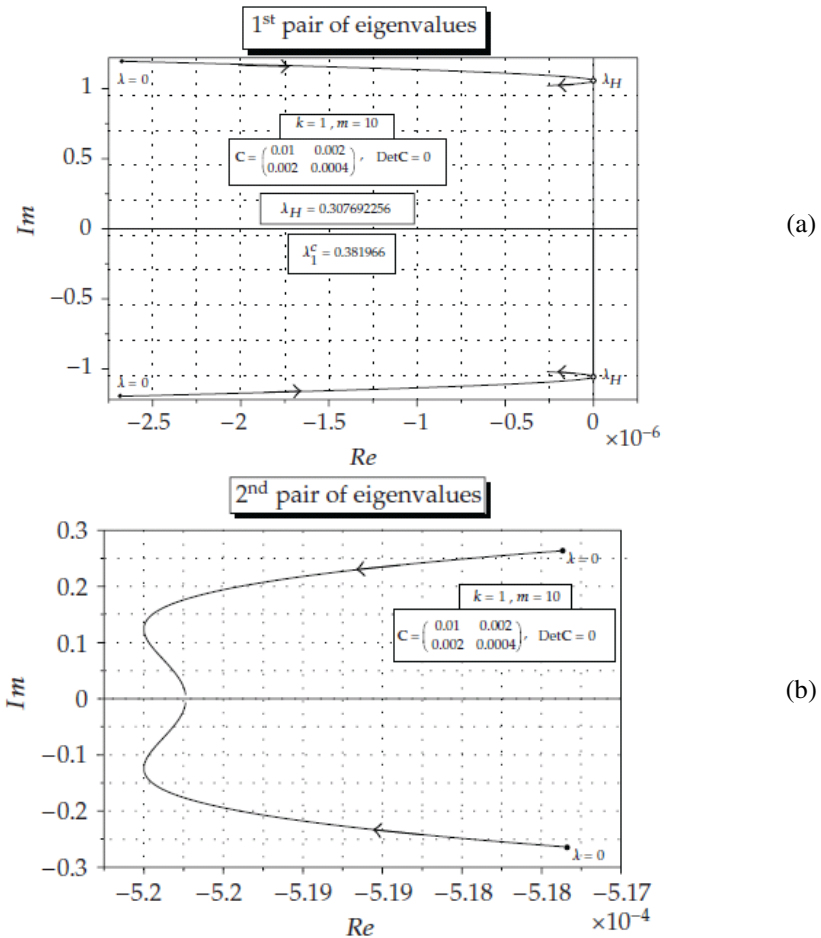 1st pair of eigenvalues
λ = 0
λH
1
k = 1 , m = 10
C = (0.01 0.002
0.002 0.0004), DetC = 0
0.5
λH = 0.307692256
Im
0
(a)
λ1c = 0.381966
−0.5
−1
λ = 0
λH
−2.5 −2 −1.5 −1 −0.5 0
×10−6
Re
2nd pair of eigenvalues
0.3
λ = 0
0.2
k = 1 , m = 10
C = (0.01 0.002
0.002 0.0004), DetC = 0
0.1
Im
0
(b)
−0.1
−0.2
λ = 0
−0.3
−5.2 −5.2 −5.19 −5.19 −5.18 −5.18 −5.17
×10−4
Re